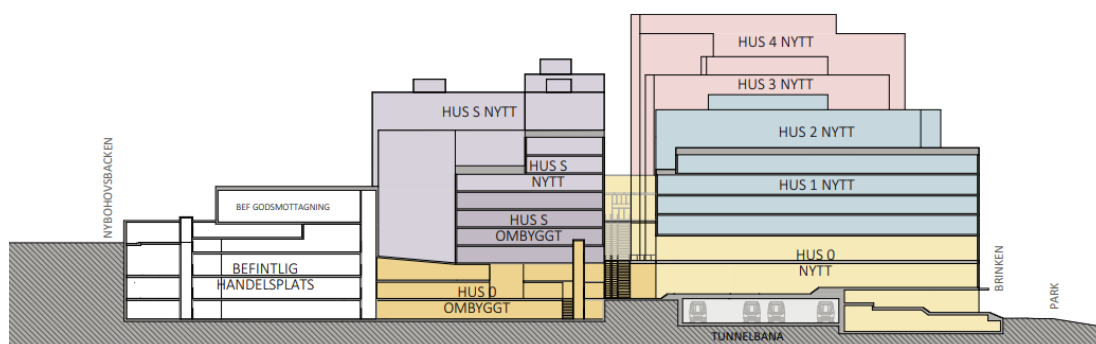 HUS 4 NYTT
HUS 3 NYTT
HUS S NYTT
HUS 2 NYTT
HUS S
NYTT
HUS 1 NYTT
NYBOHOVSBACKEN
BEF GODSMOTTAGNING
HUS S
OMBYGGT
HUS 0
NYTT
BEFINTLIG
HANDELSPLATS
HUS 0
OMBYGGT
BRINKEN
PARK
TUNNELBANA